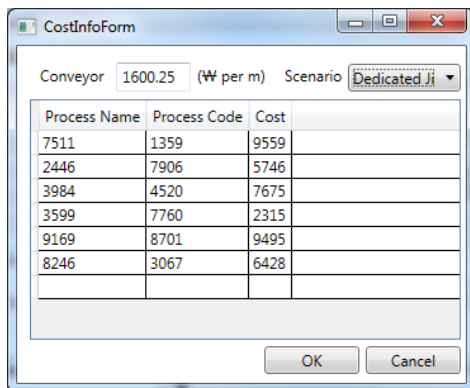 CostInfoForm
Conveyor 1600.25 (₩ per m) Scenario Dedicated Ji
Process Name Process Code Cost
7511 1359 9559
2446 7906 5746
3984 4520 7675
3599 7760 2315
9169 8701 9495
8246 3067 6428
OK Cancel